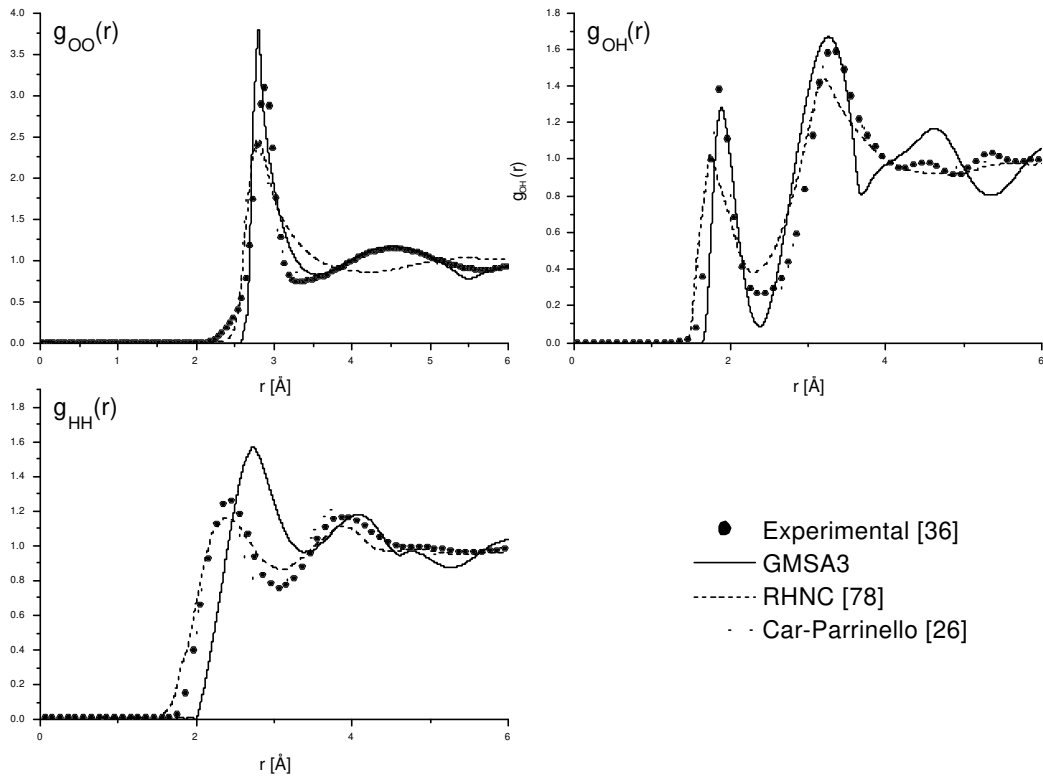 g_OO(r)
4.0
3.5
3.0
2.5
2.0
1.5
1.0
0.5
0.0
0 1 2 3 4 5 6
r [Å]
g_OH(r)
g_OH(r)
1.8
1.6
1.4
1.2
1.0
0.8
0.6
0.4
0.2
0.0
0 2 4 6
r [Å]
g_HH(r)
1.8
1.6
1.4
1.2
1.0
0.8
0.6
0.4
0.2
0.0
0 2 4 6
r [Å]
Experimental [36]
GMSA3
RHNC [78]
Car-Parrinello [26]